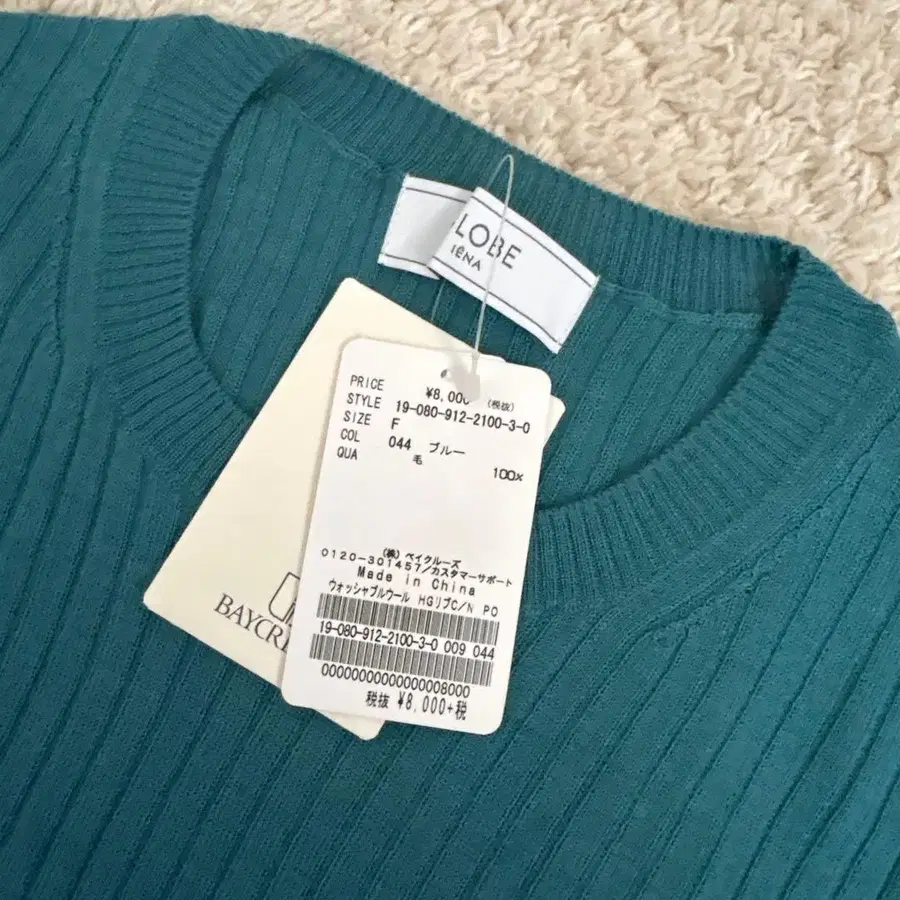 LOBE
IÉNA
PRICE ¥8,000 (税抜)
STYLE 19-080-912-2100-3-0
SIZE F
COL 044 ブルー
QUA 毛 100%
(株) ベイクルーズ
0120-301457/カスタマーサポート
Made in China
ウォッシャブルウール HGリブC/N PO
19-080-912-2100-3-0 009 044
0000000000000000008000
税抜 ¥8,000+税
BAYCR